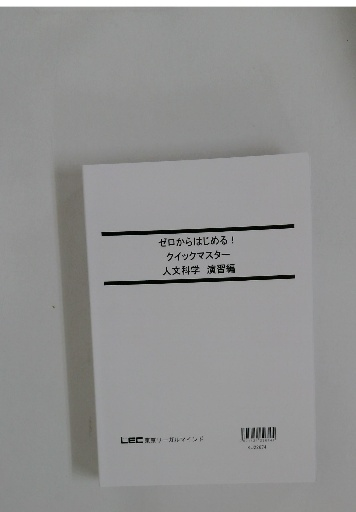 ゼロからはじめる!
クイックマスター
人文科学 演習編
LEC東京リーガルマインド